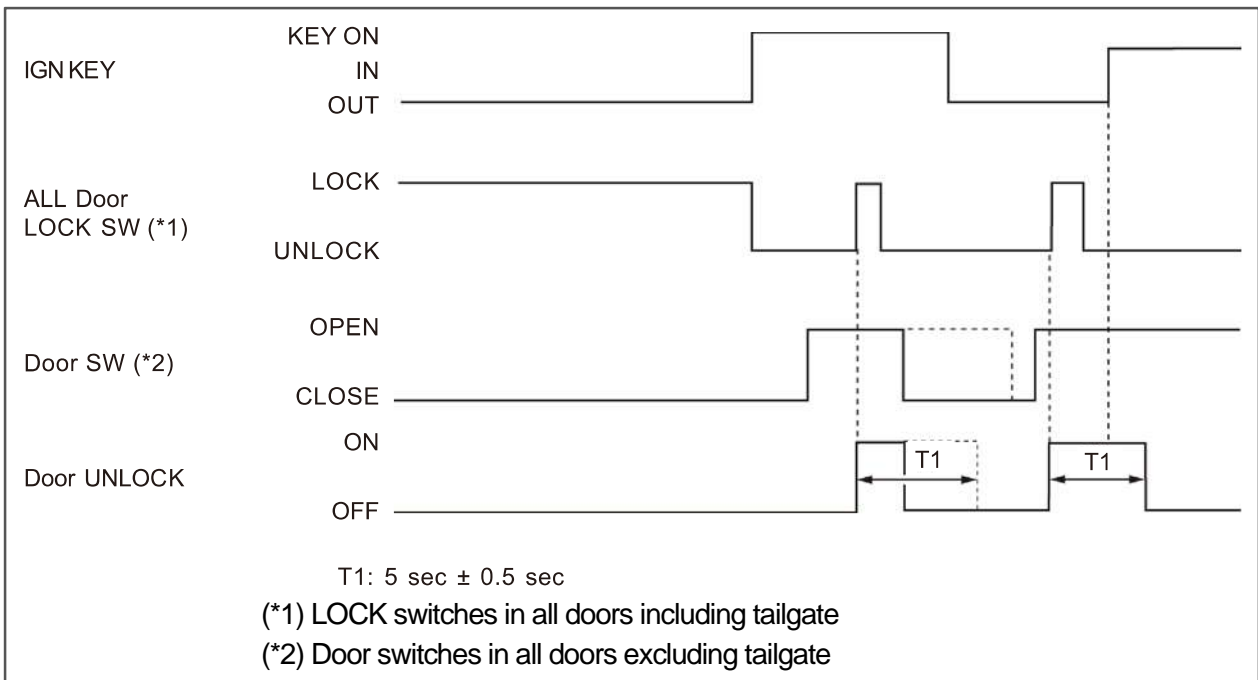 KEY ON
IGN KEY
IN
OUT
ALL Door
LOCK SW (*1)
LOCK
UNLOCK
Door SW (*2)
OPEN
CLOSE
Door UNLOCK
ON
OFF
T1
T1
T1: 5 sec ± 0.5 sec
(*1) LOCK switches in all doors including tailgate
(*2) Door switches in all doors excluding tailgate